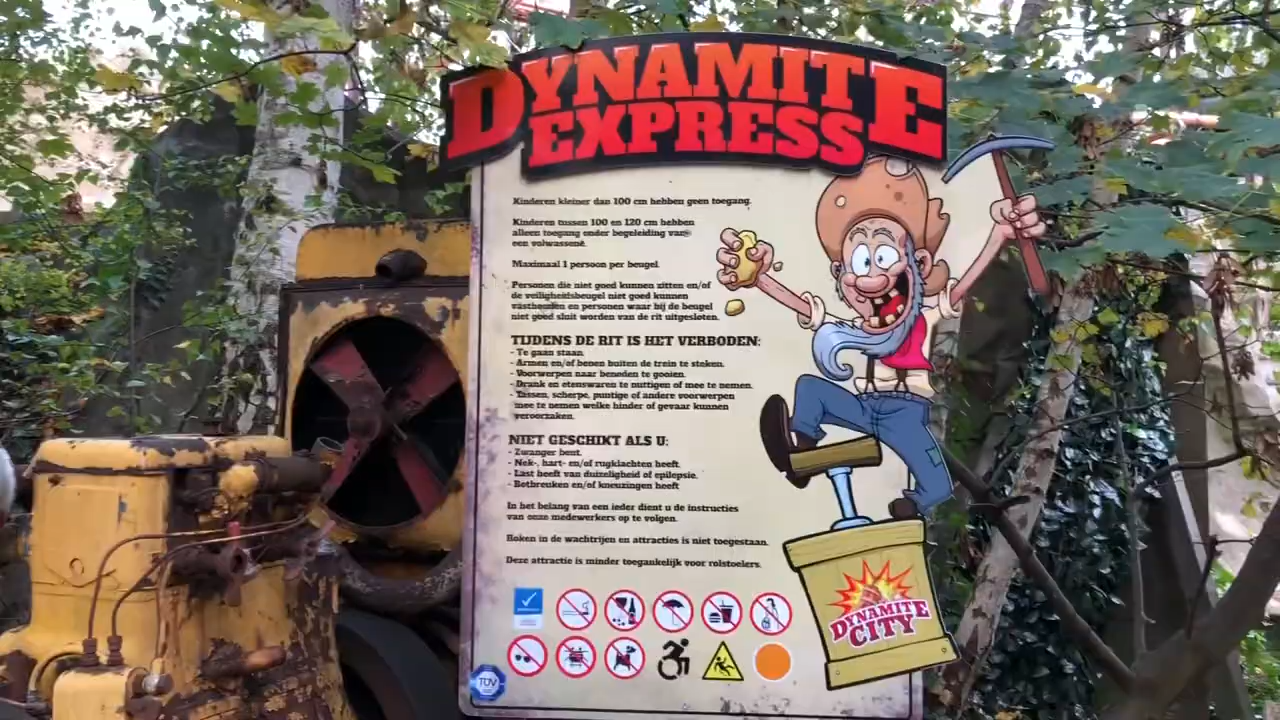 DYNAMITE
EXPRESS
Kinderen kleiner dan 100 cm hebben geen toegang.
Kinderen tussen 100 en 120 cm hebben
alleen toegang onder begeleiding van
een volwassene.
Maximaal 1 persoon per beugel.
Personen die niet goed kunnen zitten en/of
de veiligheidsbeugel niet goed kunnen
vasthouden en personen waar bij de beugel
niet goed sluit worden van de rit uitgesloten.
TIJDENS DE RIT IS HET VERBODEN:
- Te gaan staan.
- Armen en/of benen buiten de trein te steken.
- Voorwerpen naar beneden te gooien.
- Drank en etenswaren te nuttigen of mee te nemen.
- Tassen, scherpe, puntige of andere voorwerpen
mee te nemen welke hinder of gevaar kunnen
veroorzaken.
NIET GESCHIKT ALS U:
- Zwanger bent.
- Nek-, hart- en/of rugklachten heeft.
- Last heeft van duizeligheid of epilepsie.
- Botbreuken en/of kneuzingen heeft
In het belang van een ieder dient u de instructies
van onze medewerkers op te volgen.
Roken in de wachtrijen en attracties is niet toegestaan.
Deze attractie is minder toegankelijk voor rolstoelers.
DYNAMITE
CITY
TÜV